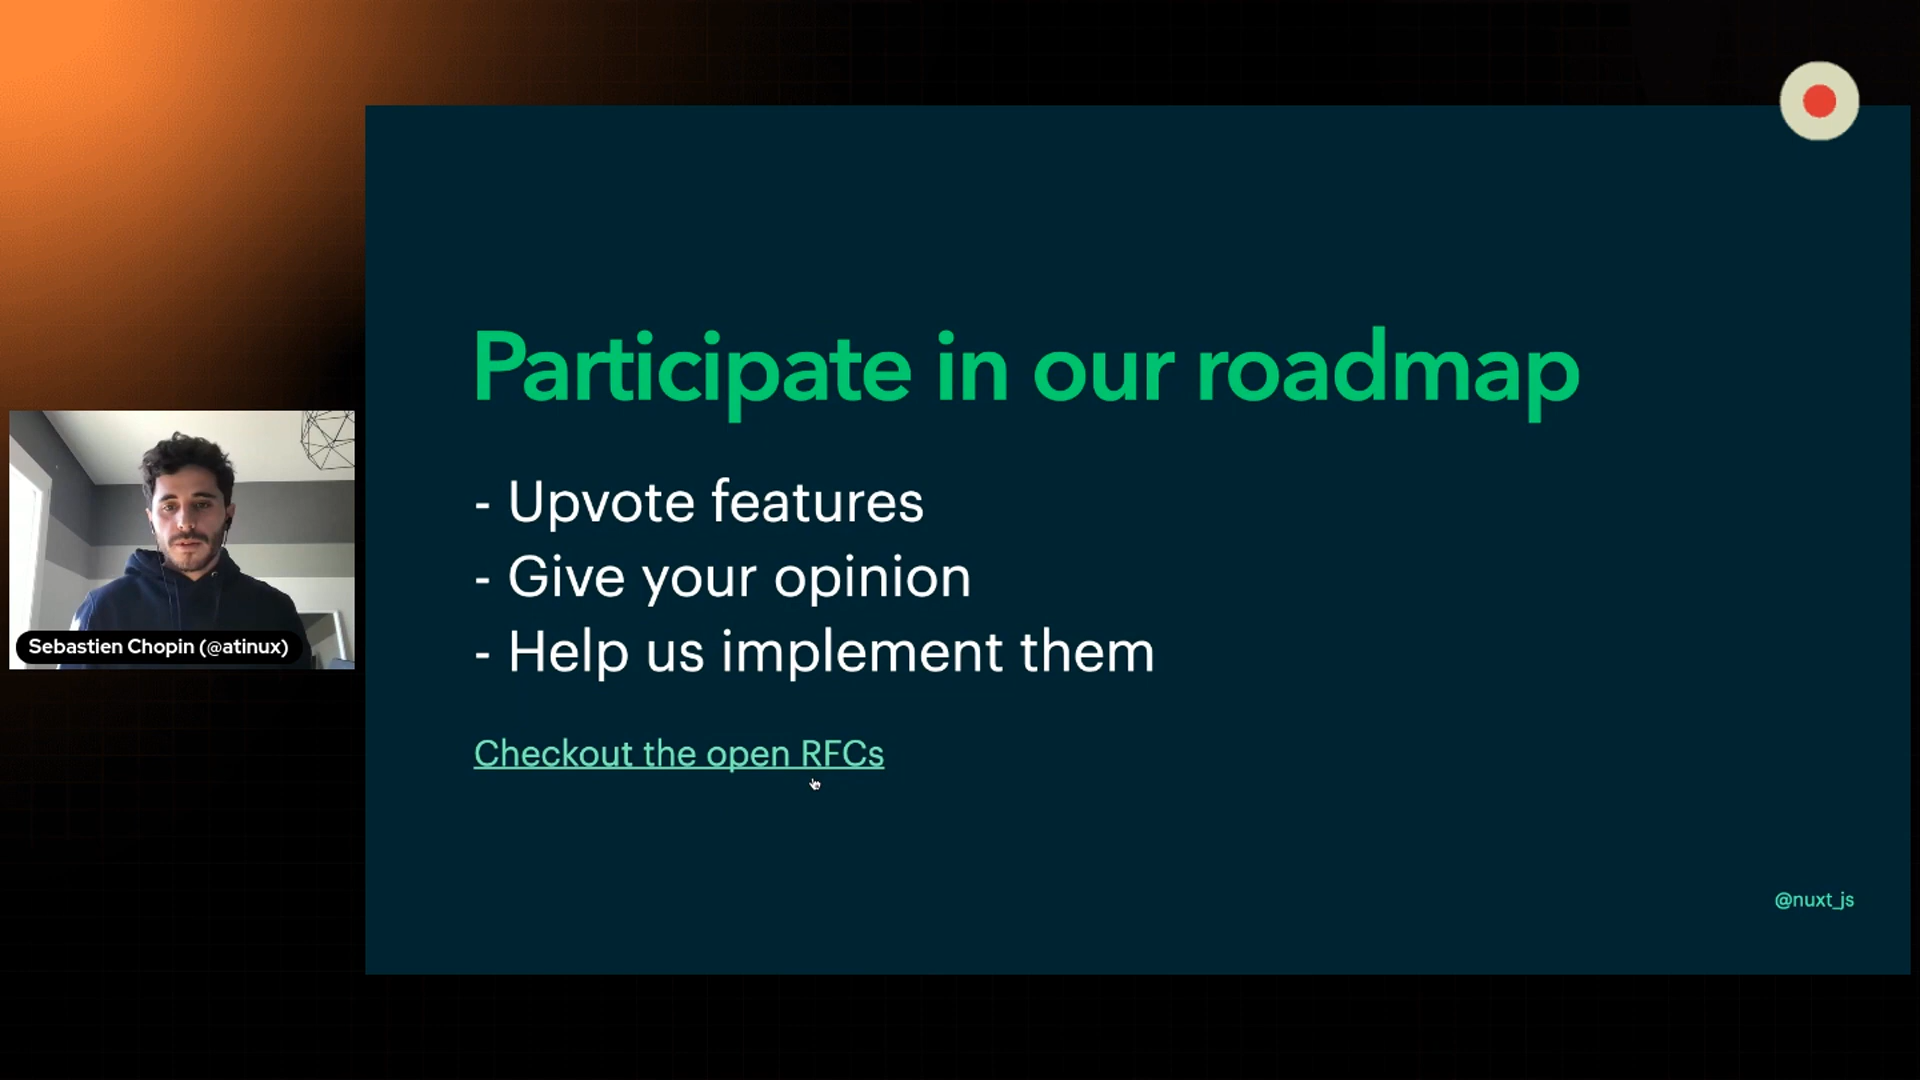 Participate in our roadmap
- Upvote features
- Give your opinion
- Help us implement them
Checkout the open RFCs
Sebastien Chopin (@atinux)
@nuxt_js